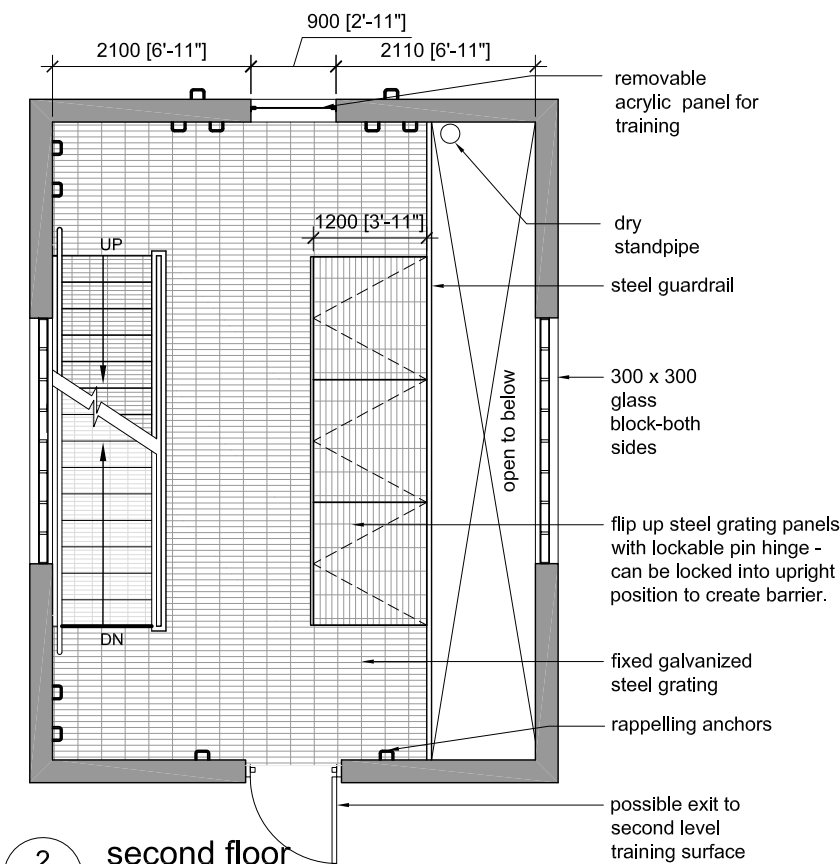 900 [2'-11"]
2100 [6'-11"]
2110 [6'-11"]
removable
acrylic panel for
training
1200 [3'-11"]
UP
dry
standpipe
steel guardrail
300 x 300
glass
block-both
sides
open to below
flip up steel grating panels
with lockable pin hinge -
can be locked into upright
position to create barrier.
DN
fixed galvanized
steel grating
rappelling anchors
possible exit to
second level
training surface
2
second floor